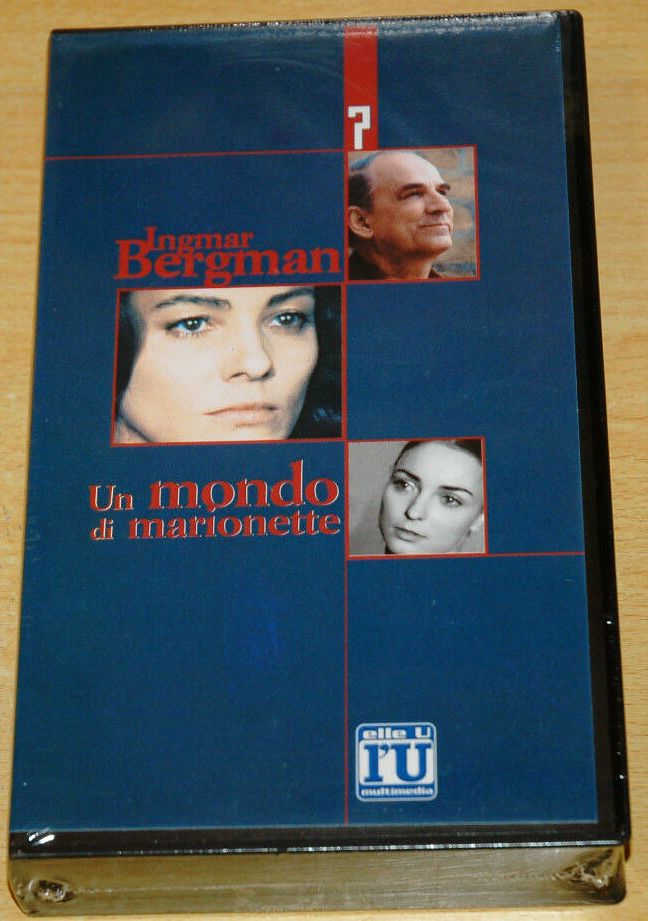 7
Ingmar
Bergman
Un mondo
di marionette
elle U
l'U
multimedia